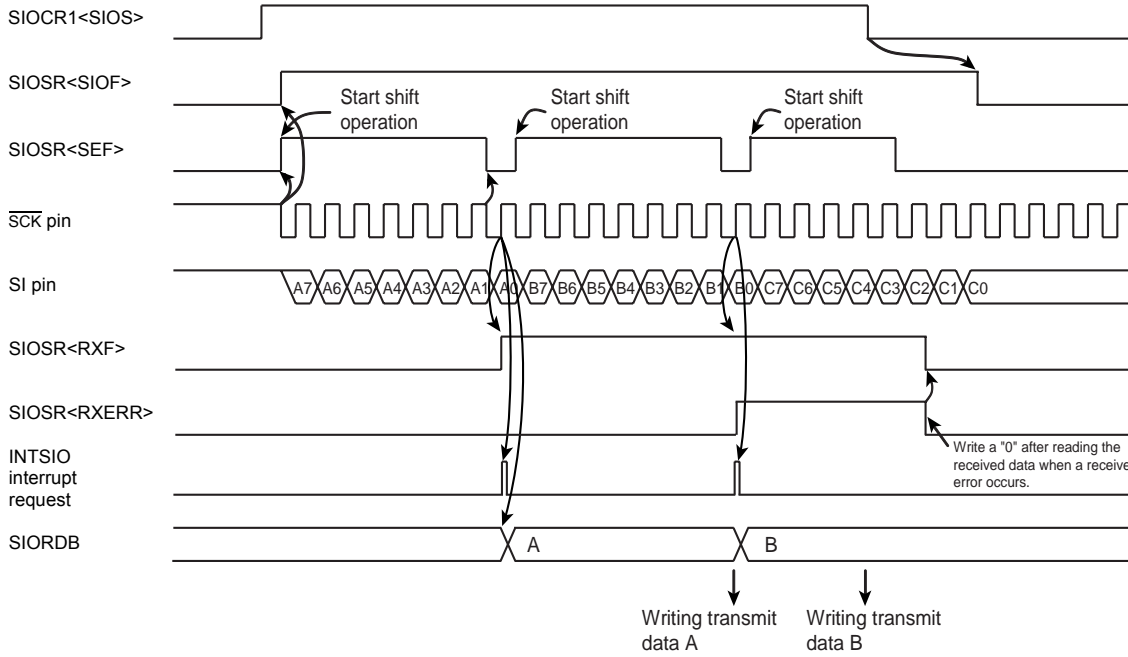 SIOCR1<SIOS>
SIOSR<SIOF>
Start shift
operation
Start shift
operation
Start shift
operation
SIOSR<SEF>
SCK pin
SI pin
A7 A6 A5 A4 A3 A2 A1 A0 B7 B6 B5 B4 B3 B2 B1 B0 C7 C6 C5 C4 C3 C2 C1 C0
SIOSR<RXF>
SIOSR<RXERR>
Write a "0" after reading the
received data when a receive
error occurs.
INTSIO
interrupt
request
SIORDB
A
B
Writing transmit
data A
Writing transmit
data B